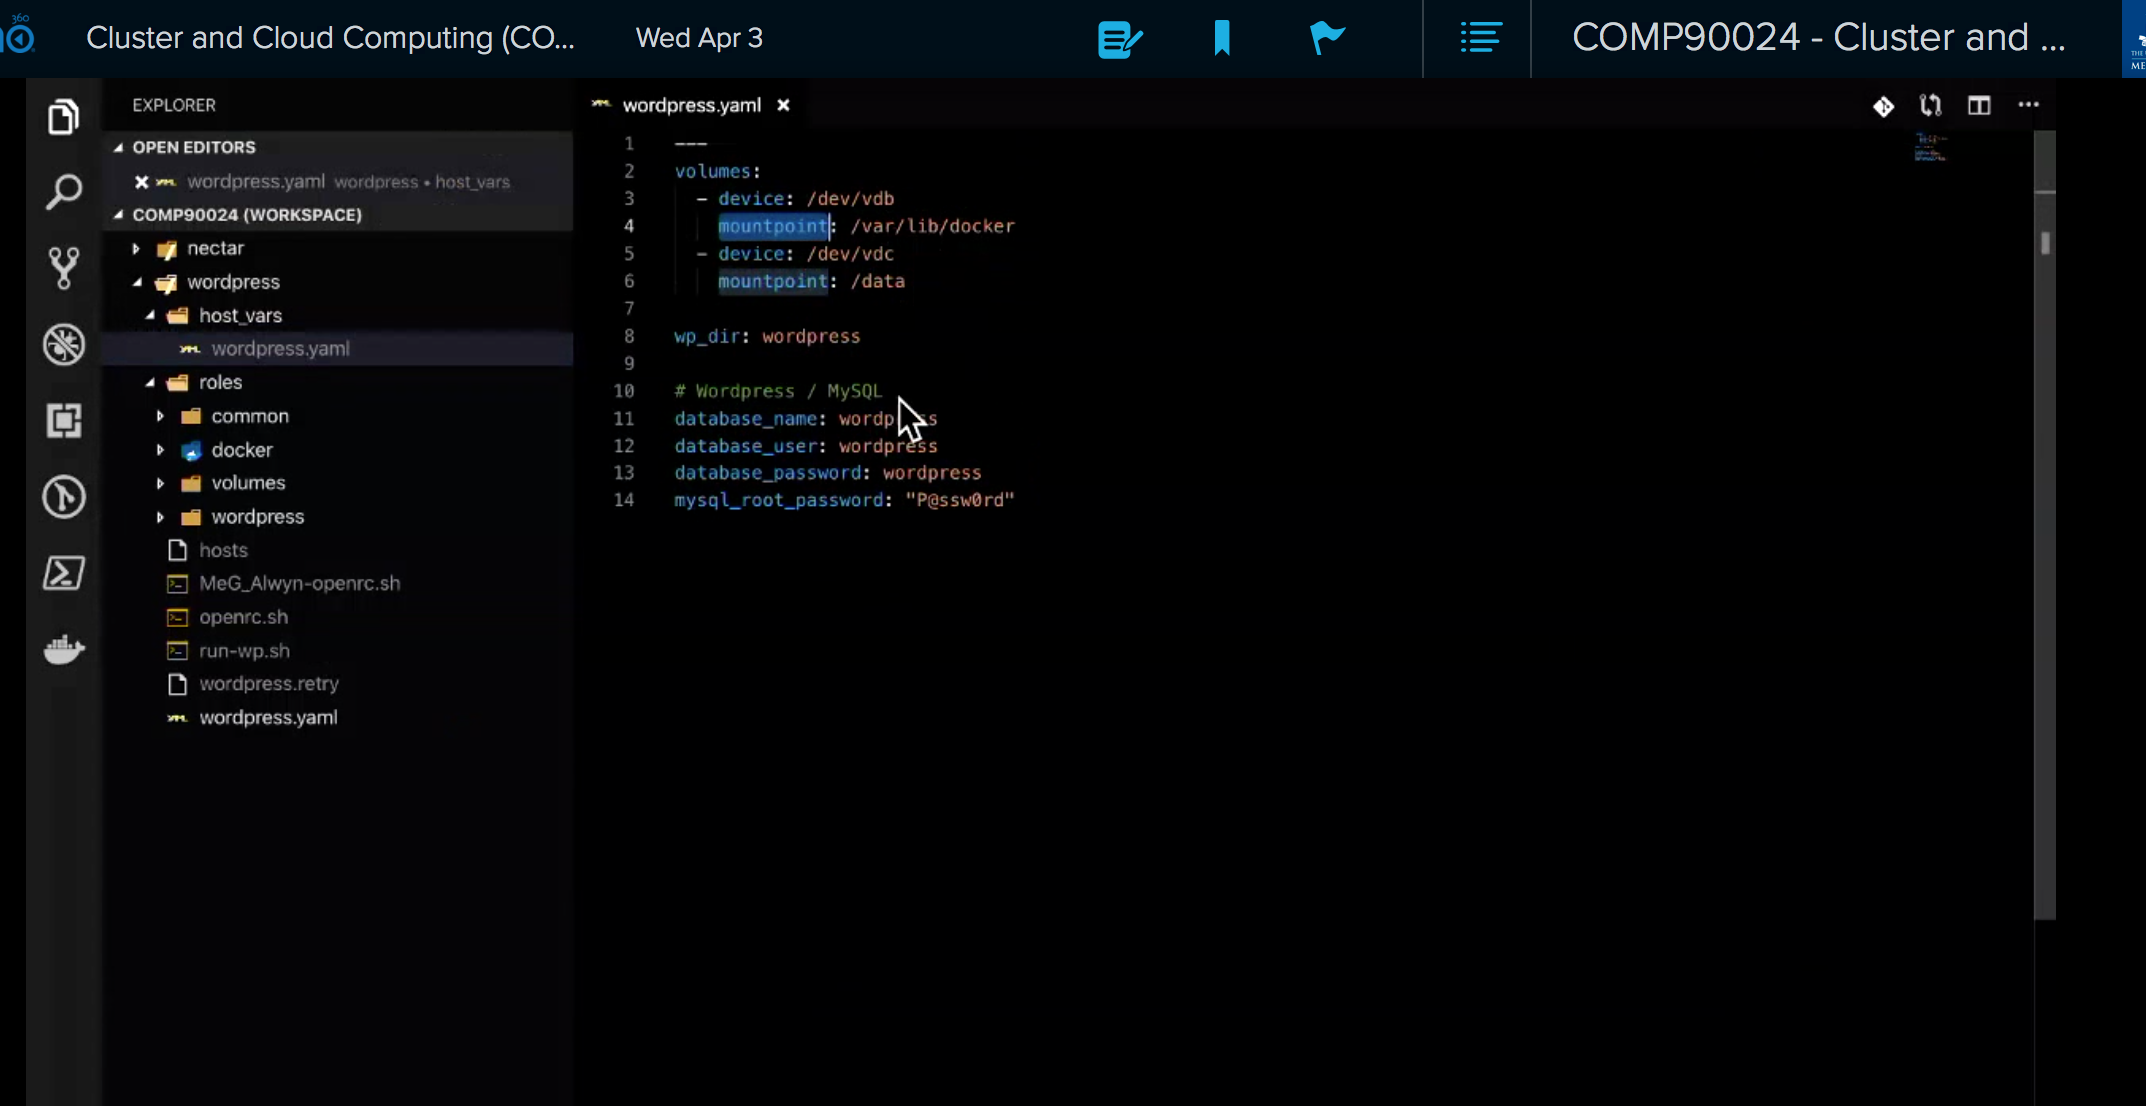 360
Cluster and Cloud Computing (CO...
Wed Apr 3
COMP90024 - Cluster and ...
EXPLORER
OPEN EDITORS
wordpress.yaml wordpress • host_vars
COMP90024 (WORKSPACE)
nectar
wordpress
host_vars
wordpress.yaml
roles
common
docker
volumes
wordpress
hosts
MeG_Alwyn-openrc.sh
openrc.sh
run-wp.sh
wordpress.retry
wordpress.yaml
wordpress.yaml
1 ---
2 volumes:
3 - device: /dev/vdb
4 mountpoint: /var/lib/docker
5 - device: /dev/vdc
6 mountpoint: /data
7
8 wp_dir: wordpress
9
10 # Wordpress / MySQL
11 database_name: wordpress
12 database_user: wordpress
13 database_password: wordpress
14 mysql_root_password: "P@ssw0rd"